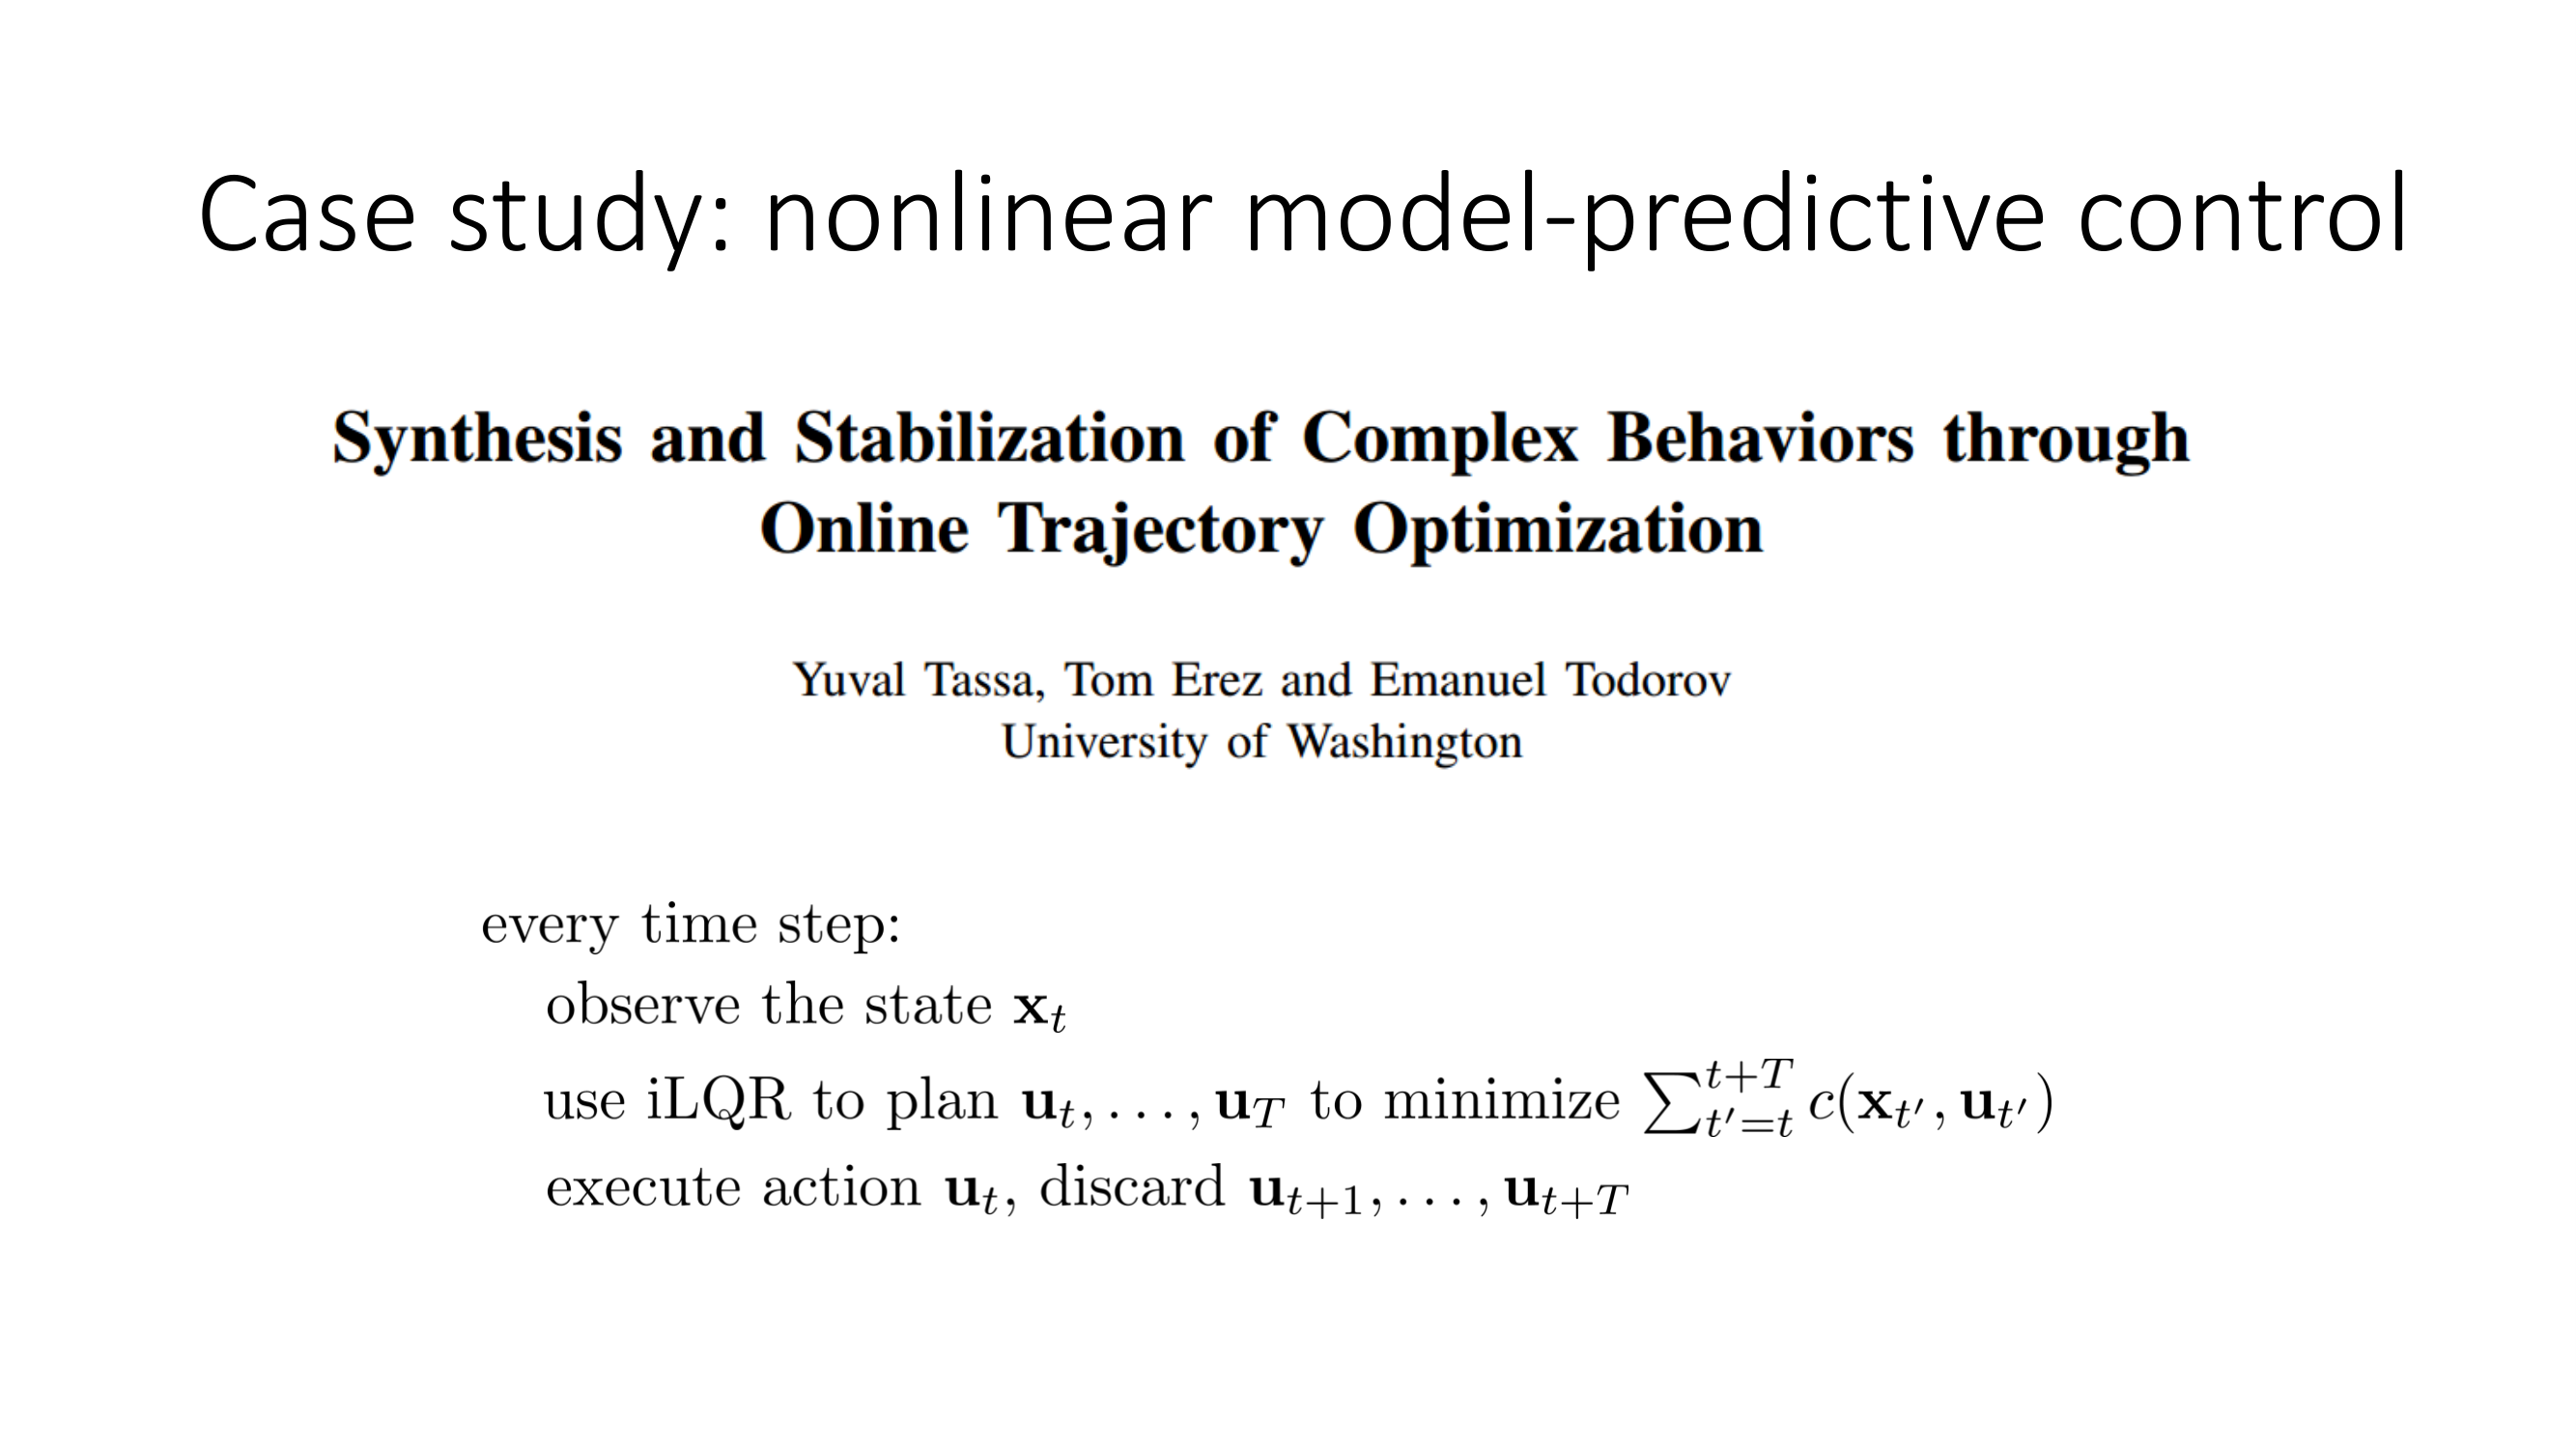 Case study: nonlinear model-predictive control
Synthesis and Stabilization of Complex Behaviors through
Online Trajectory Optimization
Yuval Tassa, Tom Erez and Emanuel Todorov
University of Washington
every time step:
observe the state $\mathbf{x}_t$
use iLQR to plan $\mathbf{u}_t, \ldots, \mathbf{u}_T$ to minimize $\sum_{t'=t}^{t+T} c(\mathbf{x}_{t'}, \mathbf{u}_{t'})$
execute action $\mathbf{u}_t$, discard $\mathbf{u}_{t+1}, \ldots, \mathbf{u}_{t+T}$